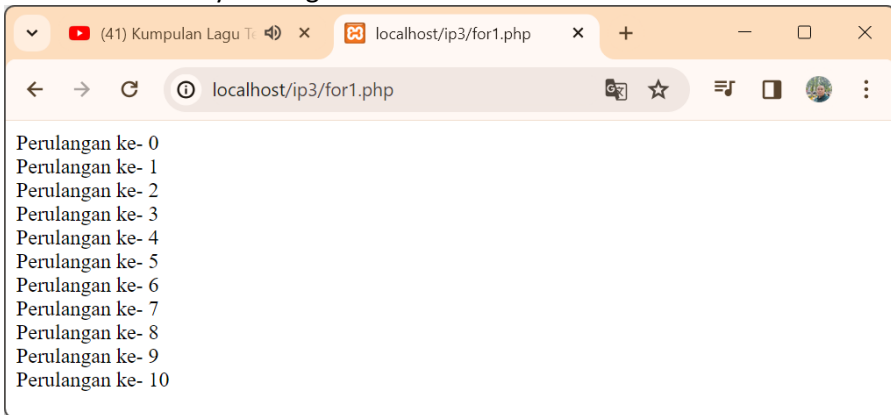 (41) Kumpulan Lagu
localhost/ip3/for1.php
localhost/ip3/for1.php
Perulangan ke- 0
Perulangan ke- 1
Perulangan ke- 2
Perulangan ke- 3
Perulangan ke- 4
Perulangan ke- 5
Perulangan ke- 6
Perulangan ke- 7
Perulangan ke- 8
Perulangan ke- 9
Perulangan ke- 10